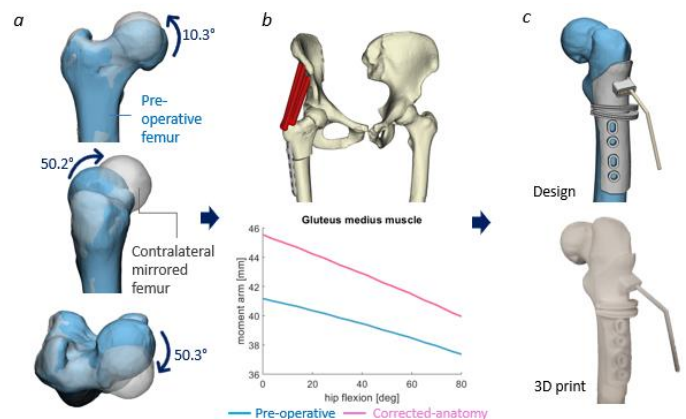 a
10.3°
Pre-
operative
femur
50.2°
Contralateral
mirrored
femur
50.3°
b
Gluteus medius muscle
moment arm [mm]
46
44
42
40
38
36
0
20
40
60
80
hip flexion [deg]
Pre-operative
Corrected-anatomy
c
Design
3D print